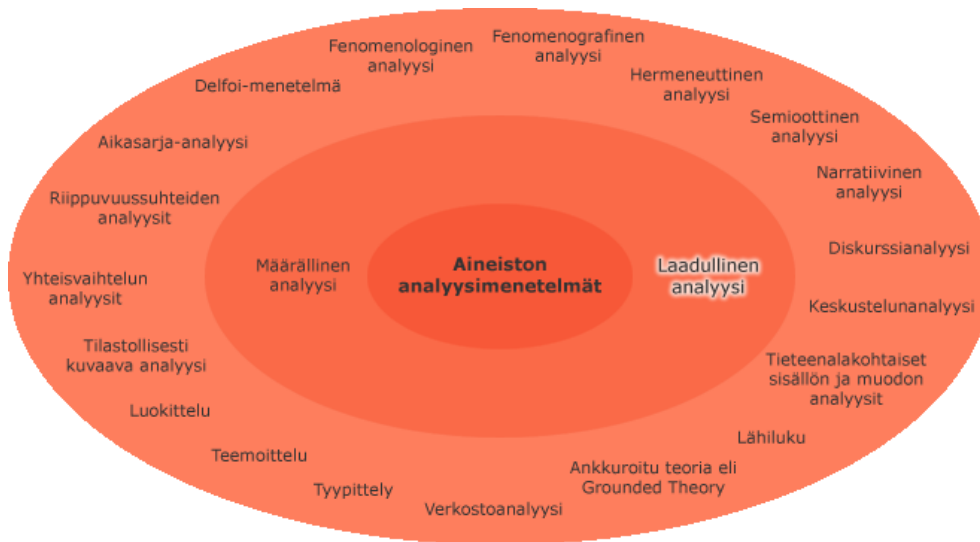 Fenomenologinen
analyysi
Fenomenografinen
analyysi
Delfoi-menetelmä
Hermeneuttinen
analyysi
Semioottinen
analyysi
Aikasarja-analyysi
Narratiivinen
analyysi
Riippuvuussuhteiden
analyysit
Diskurssianalyysi
Määrällinen
analyysi
Aineiston
analyysimenetelmät
Laadullinen
analyysi
Yhteisvaihtelun
analyysit
Keskustelunanalyysi
Tilastollisesti
kuvaava analyysi
Tieteenalakohtaiset
sisällön ja muodon
analyysit
Luokittelu
Lähiluku
Teemoittelu
Ankkuroitu teoria eli
Grounded Theory
Tyypittely
Verkostoanalyysi